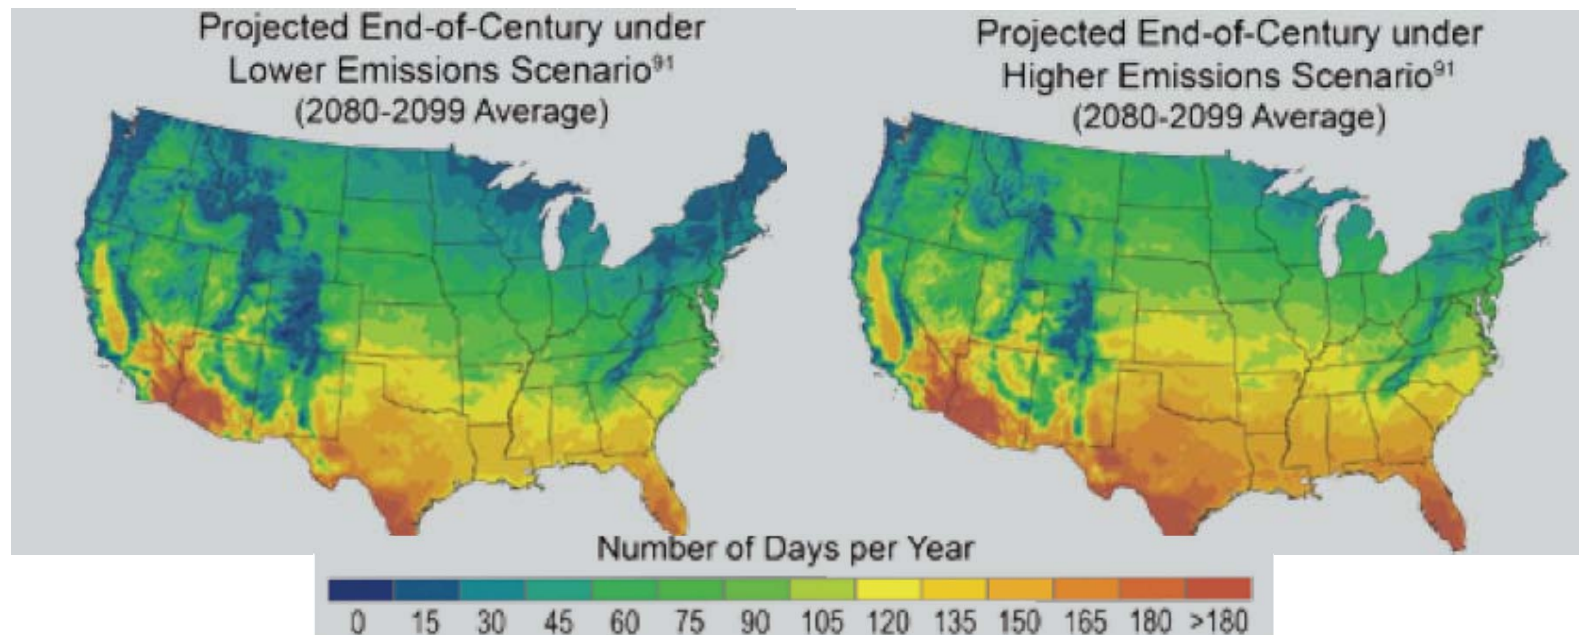 Projected End-of-Century under
Lower Emissions Scenario⁹¹
(2080-2099 Average)
Projected End-of-Century under
Higher Emissions Scenario⁹¹
(2080-2099 Average)
Number of Days per Year
0 15 30 45 60 75 90 105 120 135 150 165 180 >180